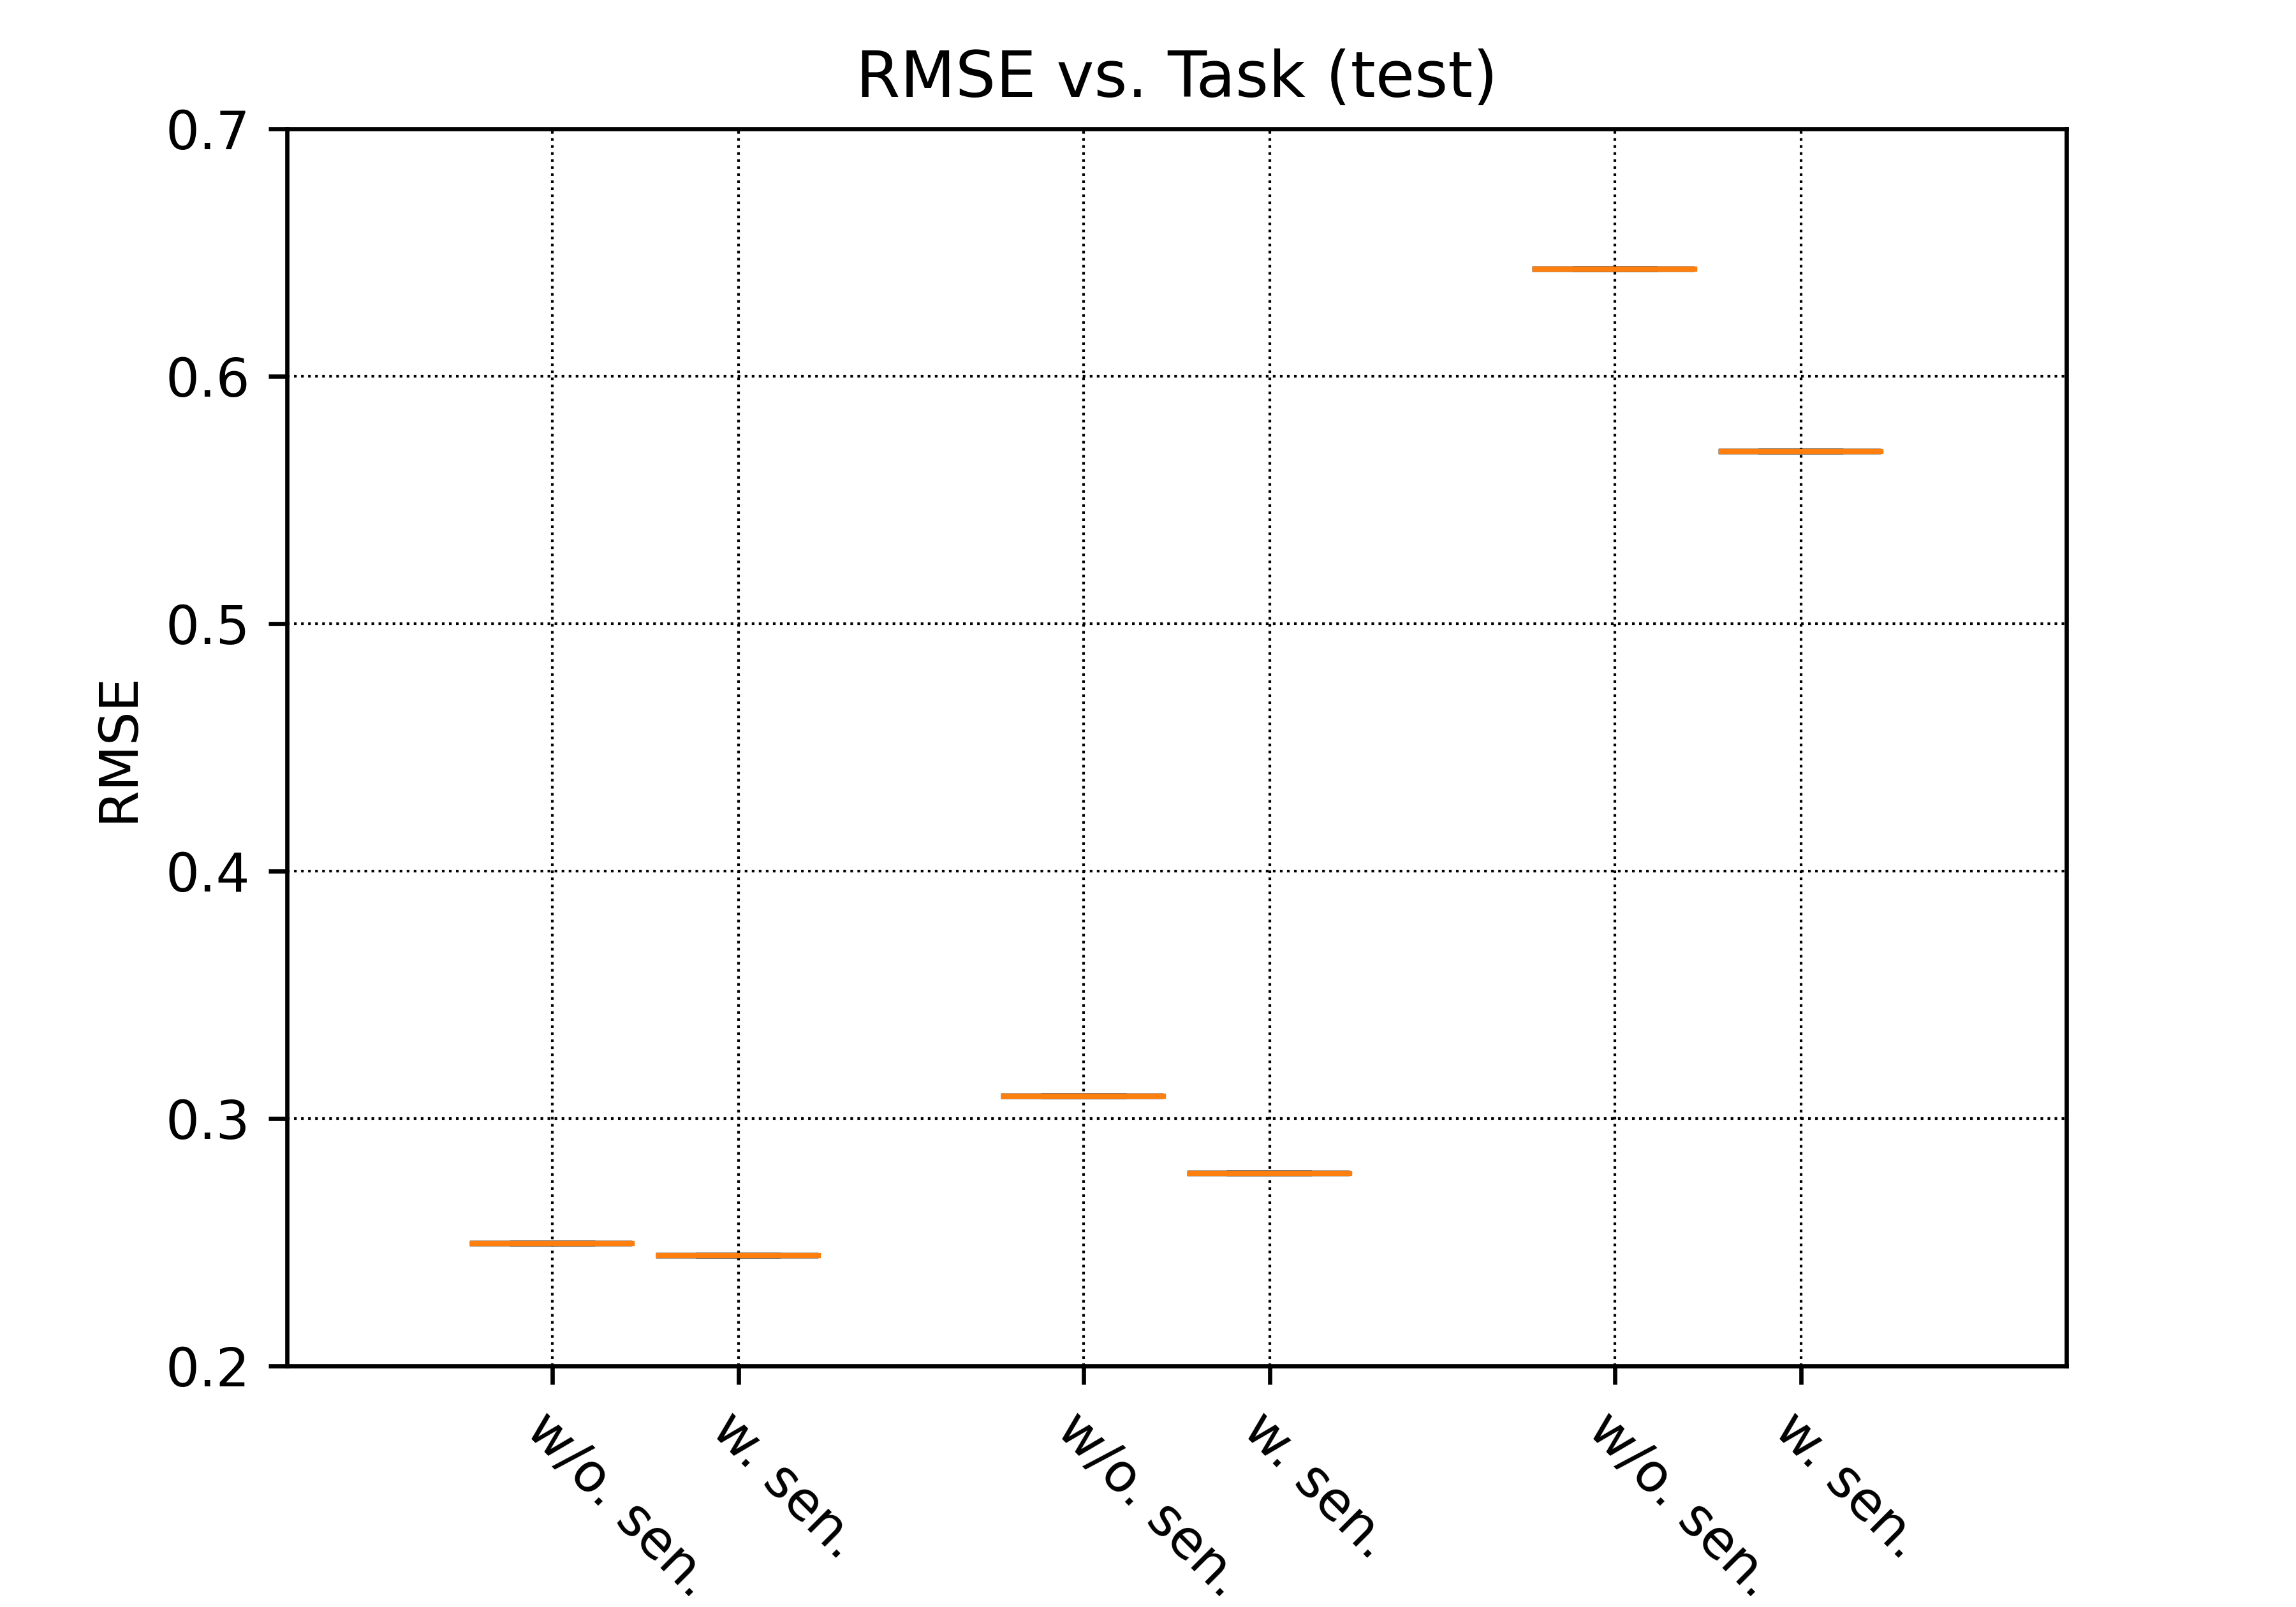 RMSE vs. Task (test)
0.7
0.6
0.5
0.4
0.3
0.2
RMSE
w/o. sen.
w. sen.
w/o. sen.
w. sen.
w/o. sen.
w. sen.